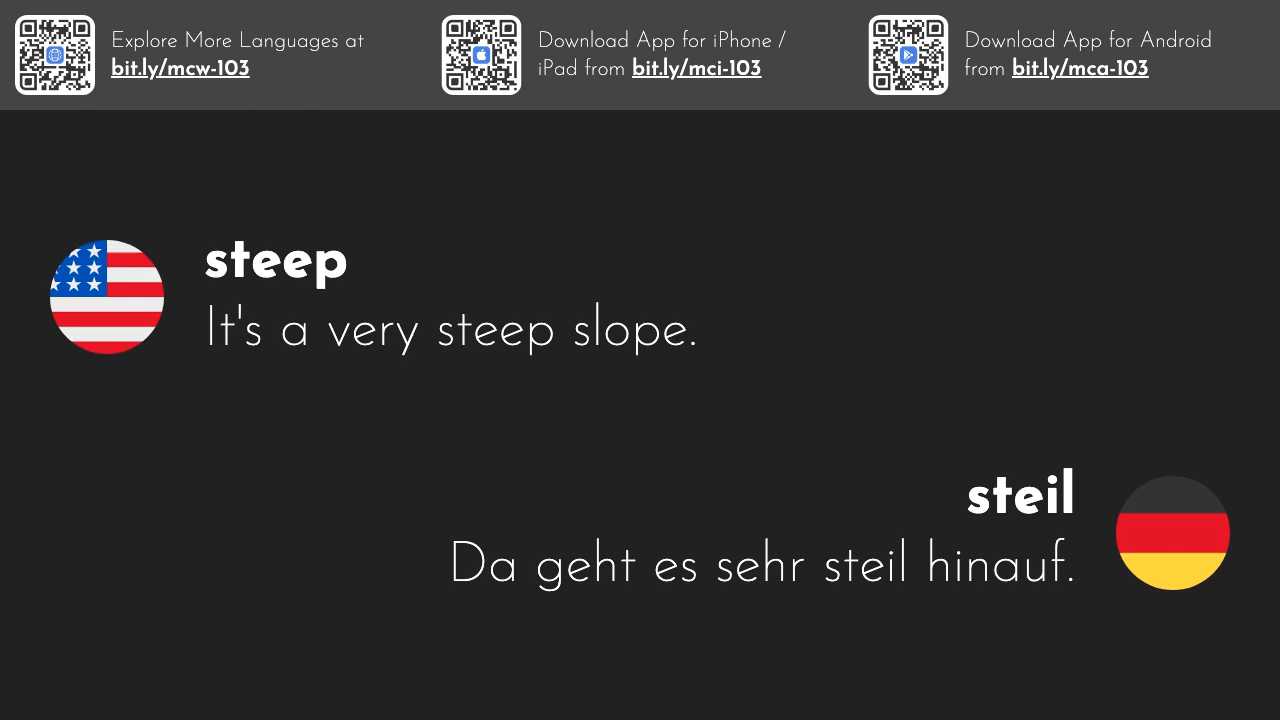 Explore More Languages at
bit.ly/mcw-103
Download App for iPhone /
iPad from bit.ly/mci-103
Download App for Android
from bit.ly/mca-103
steep
It's a very steep slope.
steil
Da geht es sehr steil hinauf.